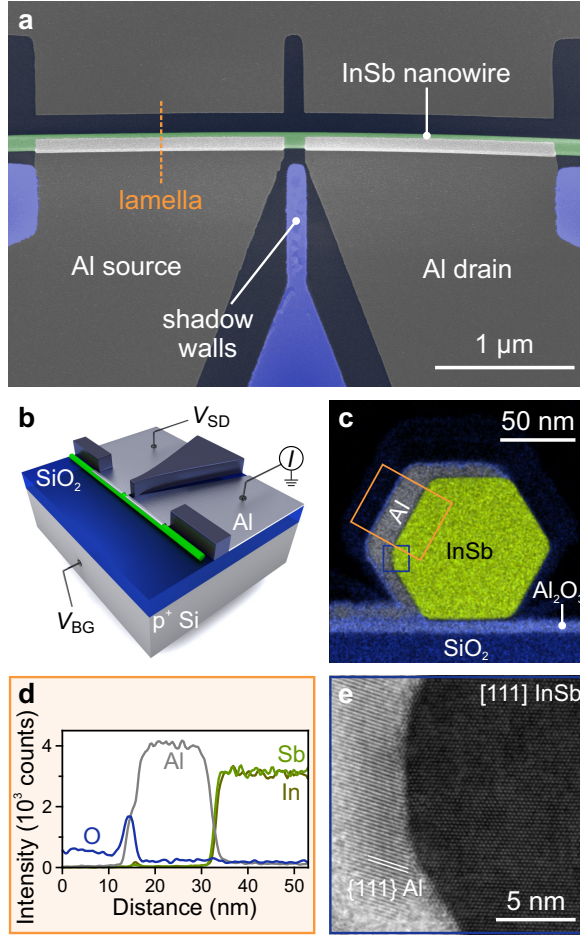 a
InSb nanowire
lamella
Al source
Al drain
shadow
walls
1 µm
b
V_SD
I
SiO₂
Al
V_BG
p⁺ Si
c
50 nm
Al
InSb
Al₂O₃
SiO₂
d
Intensity (10³ counts)
4
2
0
Al
Sb
In
O
0 10 20 30 40 50
Distance (nm)
e
[111] InSb
{111} Al
5 nm